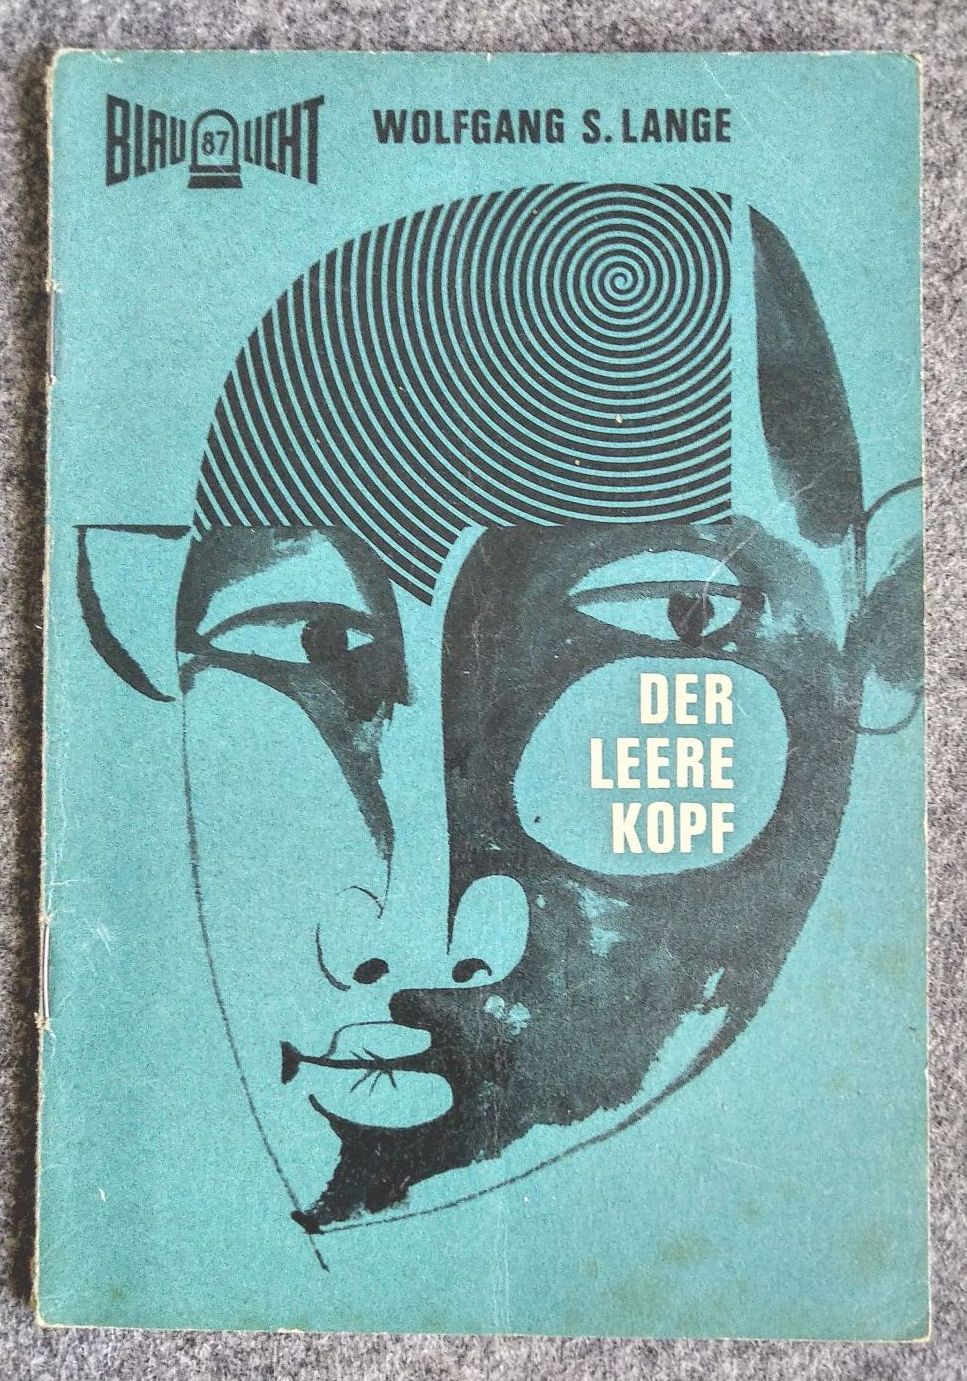 BLAU 87 LICHT
WOLFGANG S. LANGE
DER
LEERE
KOPF